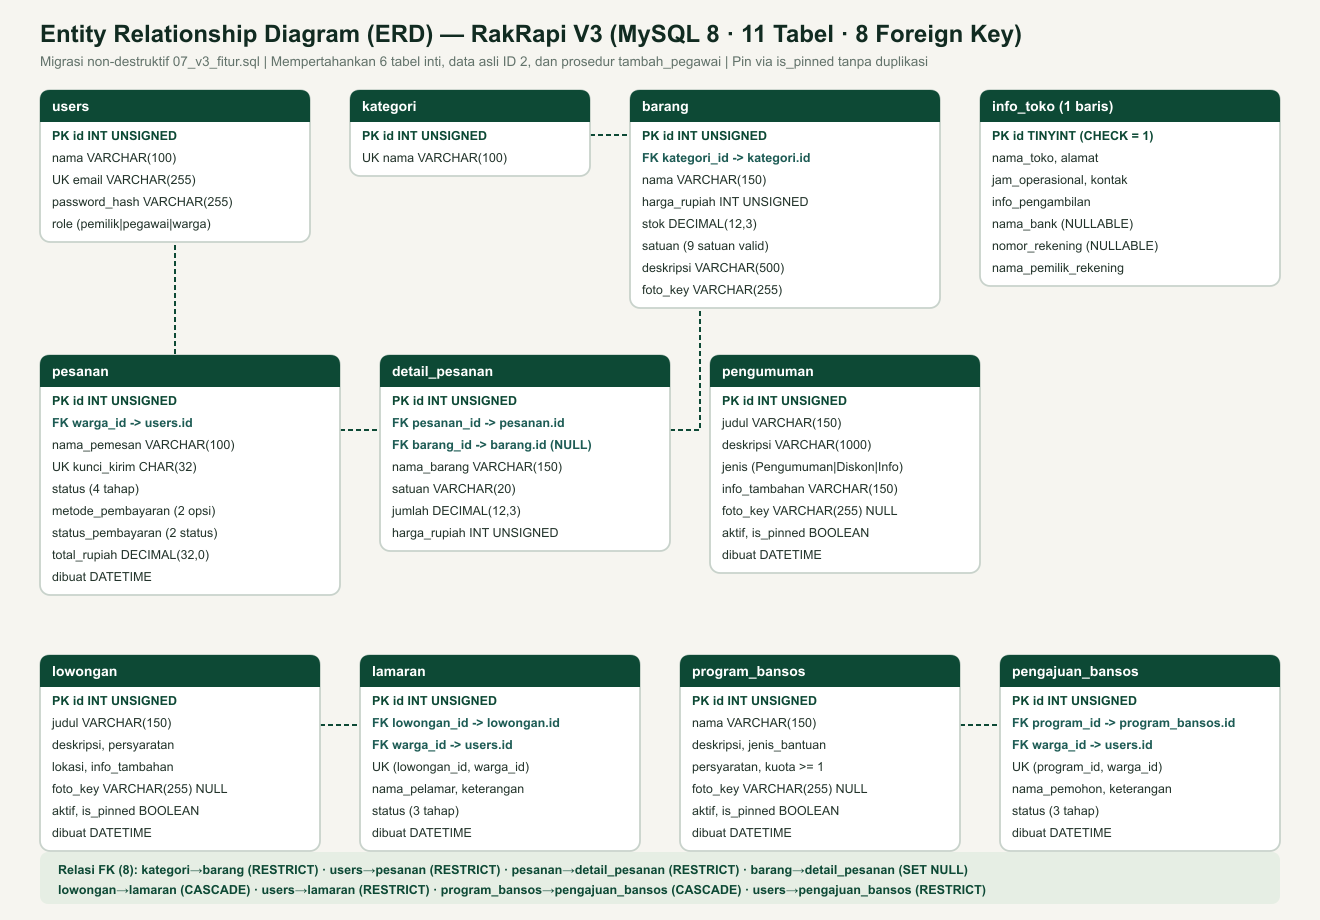 Entity Relationship Diagram (ERD) — RakRapi V3 (MySQL 8 · 11 Tabel · 8 Foreign Key)
Migrasi non-destruktif 07_v3_fitur.sql | Mempertahankan 6 tabel inti, data asli ID 2, dan prosedur tambah_pegawai | Pin via is_pinned tanpa duplikasi
users
PK id INT UNSIGNED
nama VARCHAR(100)
UK email VARCHAR(255)
password_hash VARCHAR(255)
role (pemilik|pegawai|warga)
kategori
PK id INT UNSIGNED
UK nama VARCHAR(100)
barang
PK id INT UNSIGNED
FK kategori_id -> kategori.id
nama VARCHAR(150)
harga_rupiah INT UNSIGNED
stok DECIMAL(12,3)
satuan (9 satuan valid)
deskripsi VARCHAR(500)
foto_key VARCHAR(255)
info_toko (1 baris)
PK id TINYINT (CHECK = 1)
nama_toko, alamat
jam_operasional, kontak
info_pengambilan
nama_bank (NULLABLE)
nomor_rekening (NULLABLE)
nama_pemilik_rekening
pesanan
PK id INT UNSIGNED
FK warga_id -> users.id
nama_pemesan VARCHAR(100)
UK kunci_kirim CHAR(32)
status (4 tahap)
metode_pembayaran (2 opsi)
status_pembayaran (2 status)
total_rupiah DECIMAL(32,0)
dibuat DATETIME
detail_pesanan
PK id INT UNSIGNED
FK pesanan_id -> pesanan.id
FK barang_id -> barang.id (NULL)
nama_barang VARCHAR(150)
satuan VARCHAR(20)
jumlah DECIMAL(12,3)
harga_rupiah INT UNSIGNED
pengumuman
PK id INT UNSIGNED
judul VARCHAR(150)
deskripsi VARCHAR(1000)
jenis (Pengumuman|Diskon|Info)
info_tambahan VARCHAR(150)
foto_key VARCHAR(255) NULL
aktif, is_pinned BOOLEAN
dibuat DATETIME
lowongan
PK id INT UNSIGNED
judul VARCHAR(150)
deskripsi, persyaratan
lokasi, info_tambahan
foto_key VARCHAR(255) NULL
aktif, is_pinned BOOLEAN
dibuat DATETIME
lamaran
PK id INT UNSIGNED
FK lowongan_id -> lowongan.id
FK warga_id -> users.id
UK (lowongan_id, warga_id)
nama_pelamar, keterangan
status (3 tahap)
dibuat DATETIME
program_bansos
PK id INT UNSIGNED
nama VARCHAR(150)
deskripsi, jenis_bantuan
persyaratan, kuota >= 1
foto_key VARCHAR(255) NULL
aktif, is_pinned BOOLEAN
dibuat DATETIME
pengajuan_bansos
PK id INT UNSIGNED
FK program_id -> program_bansos.id
FK warga_id -> users.id
UK (program_id, warga_id)
nama_pemohon, keterangan
status (3 tahap)
dibuat DATETIME
Relasi FK (8): kategori→barang (RESTRICT) · users→pesanan (RESTRICT) · pesanan→detail_pesanan (RESTRICT) · barang→detail_pesanan (SET NULL)
lowongan→lamaran (CASCADE) · users→lamaran (RESTRICT) · program_bansos→pengajuan_bansos (CASCADE) · users→pengajuan_bansos (RESTRICT)